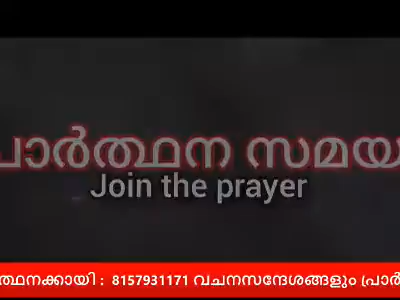 പ്രാർത്ഥന സമയ
Join the prayer
ത്ഥനക്കായി : 8157931171 വചനസന്ദേശങ്ങളും പ്രാർ